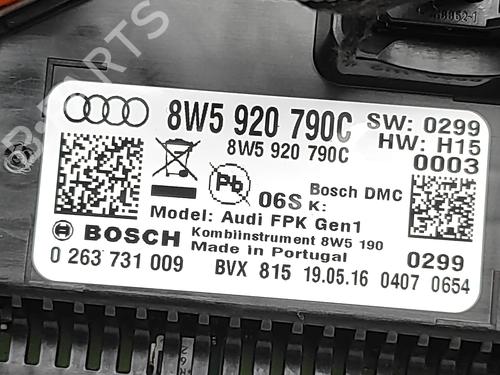 8W5 920 790C SW: 0299
8W5 920 790C HW: H15
0003
Pb 06S Bosch DMC
K:
Model: Audi FPK Gen1
BOSCH Kombiinstrument 8W5 190
Made in Portugal 0299
0 263 731 009 BVX 815 19.05.16 0407 0654
B-PARTS